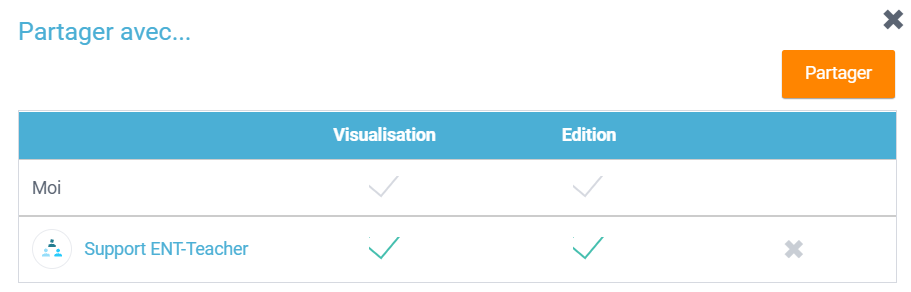 Partager avec...
Partager
Visualisation Edition
Moi
Support ENT-Teacher